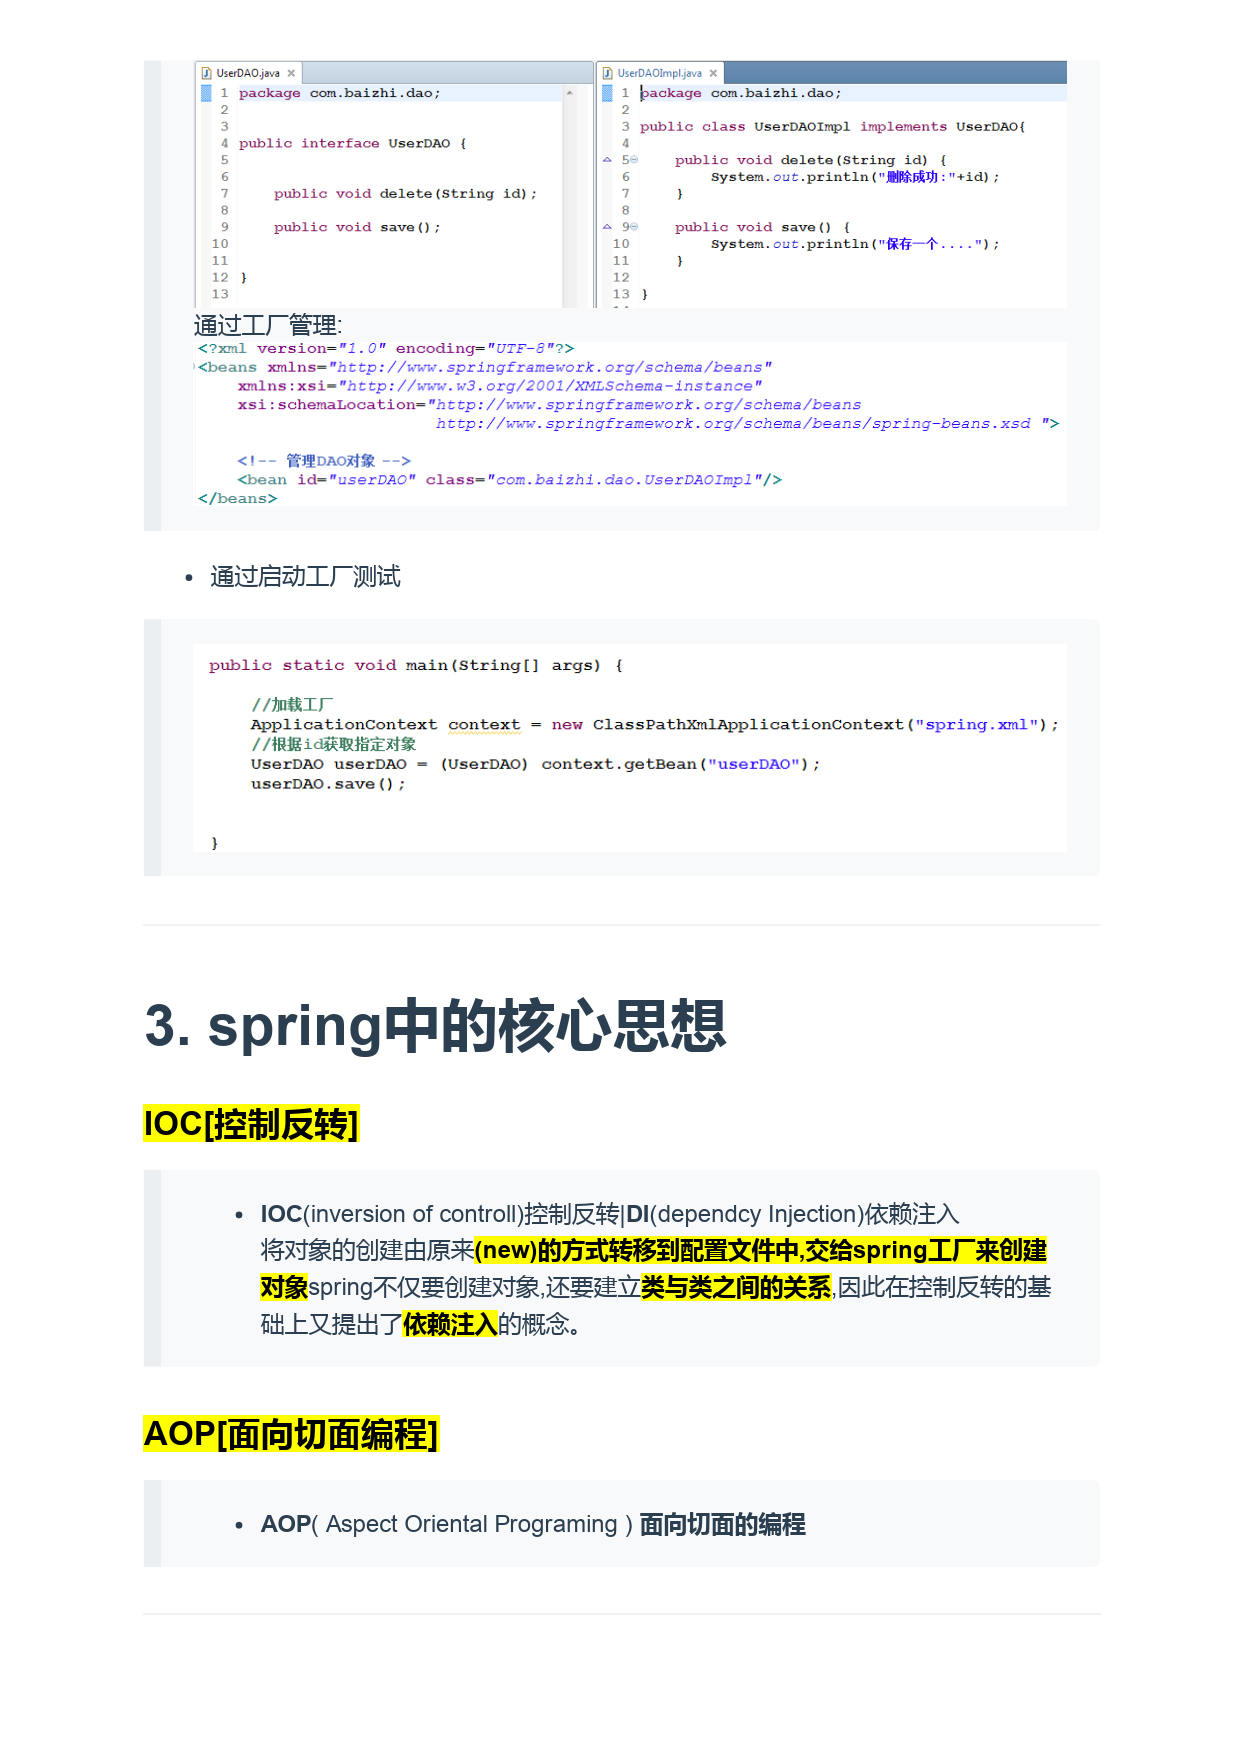 UserDAO.java
1 package com.baizhi.dao;
2
3
4 public interface UserDAO {
5
6
7     public void delete(String id);
8
9     public void save();
10
11
12 }
13
UserDAOImpl.java
1 package com.baizhi.dao;
2
3 public class UserDAOImpl implements UserDAO{
4
5     public void delete(String id) {
6         System.out.println("删除成功:"+id);
7     }
8
9     public void save() {
10         System.out.println("保存一个....");
11     }
12
13 }
通过工厂管理:
<?xml version="1.0" encoding="UTF-8"?>
<beans xmlns="http://www.springframework.org/schema/beans"
xmlns:xsi="http://www.w3.org/2001/XMLSchema-instance"
xsi:schemaLocation="http://www.springframework.org/schema/beans
http://www.springframework.org/schema/beans/spring-beans.xsd ">
<!-- 管理DAO对象 -->
<bean id="userDAO" class="com.baizhi.dao.UserDAOImpl"/>
</beans>
• 通过启动工厂测试
public static void main(String[] args) {
//加载工厂
ApplicationContext context = new ClassPathXmlApplicationContext("spring.xml");
//根据id获取指定对象
UserDAO userDAO = (UserDAO) context.getBean("userDAO");
userDAO.save();
}
3. spring中的核心思想
IOC[控制反转]
• IOC(inversion of controll)控制反转|DI(dependcy Injection)依赖注入
将对象的创建由原来(new)的方式转移到配置文件中,交给spring工厂来创建
对象spring不仅要创建对象,还要建立类与类之间的关系,因此在控制反转的基
础上又提出了依赖注入的概念。
AOP[面向切面编程]
• AOP( Aspect Oriental Programing ) 面向切面的编程